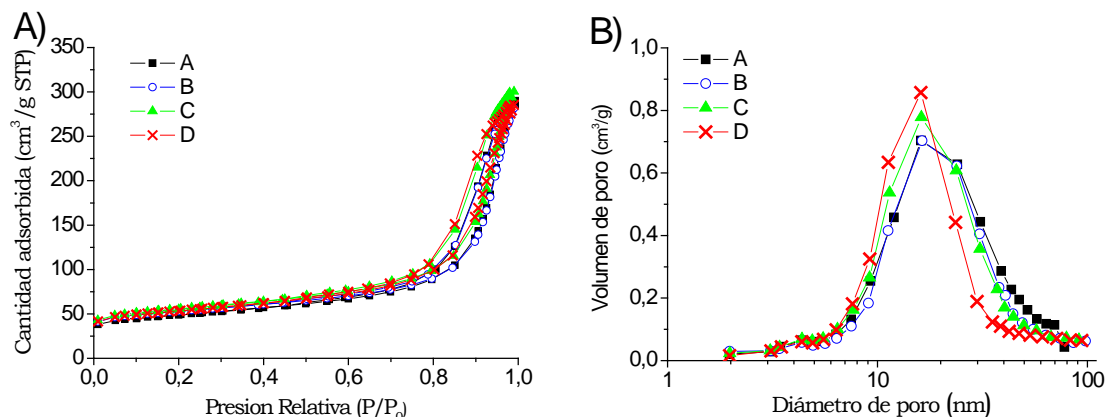 A)
Cantidad adsorbida (cm³/g STP)
350
300
250
200
150
100
50
0
A
B
C
D
0,0 0,2 0,4 0,6 0,8 1,0
Presion Relativa (P/P₀)
B)
Volumen de poro (cm³/g)
1,0
0,8
0,6
0,4
0,2
0,0
A
B
C
D
1 10 100
Diámetro de poro (nm)